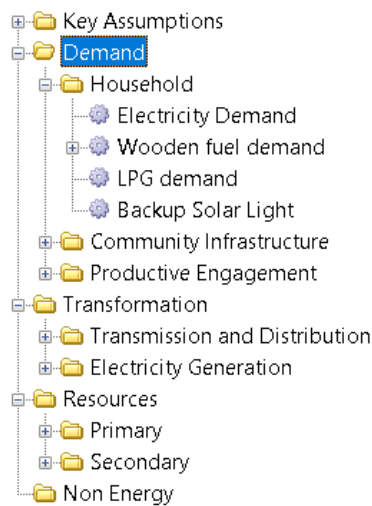 Key Assumptions
Demand
Household
Electricity Demand
Wooden fuel demand
LPG demand
Backup Solar Light
Community Infrastructure
Productive Engagement
Transformation
Transmission and Distribution
Electricity Generation
Resources
Primary
Secondary
Non Energy